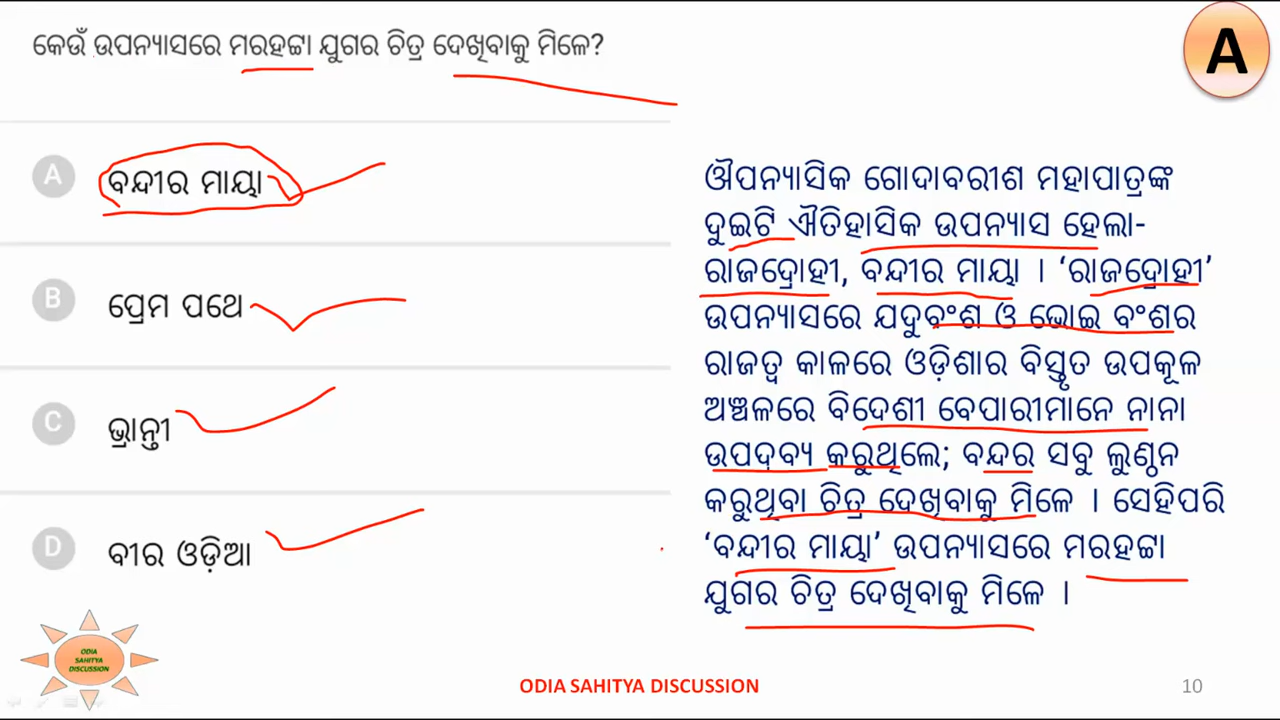 କେଉଁ ଉପନ୍ୟାସରେ ମରହଟ୍ଟା ଯୁଗର ଚିତ୍ର ଦେଖିବାକୁ ମିଳେ?
A
A ବନ୍ଦୀର ମାୟା
B ପ୍ରେମ ପଥେ
C ଭ୍ରାନ୍ତୀ
D ବୀର ଓଡ଼ିଆ
ଔପନ୍ୟାସିକ ଗୋଦାବରୀଶ ମହାପାତ୍ରଙ୍କ
ଦୁଇଟି ଐତିହାସିକ ଉପନ୍ୟାସ ହେଲା-
ରାଜଦ୍ରୋହୀ, ବନ୍ଦୀର ମାୟା । ‘ରାଜଦ୍ରୋହୀ’
ଉପନ୍ୟାସରେ ଯଦୁବଂଶ ଓ ଭୋଇ ବଂଶର
ରାଜତ୍ୱ କାଳରେ ଓଡ଼ିଶାର ବିସ୍ତୃତ ଉପକୂଳ
ଅଞ୍ଚଳରେ ବିଦେଶୀ ବେପାରୀମାନେ ନାନା
ଉପଦ୍ରବ୍ୟ କରୁଥିଲେ; ବନ୍ଦର ସବୁ ଲୁଣ୍ଠନ
କରୁଥିବା ଚିତ୍ର ଦେଖିବାକୁ ମିଳେ । ସେହିପରି
‘ବନ୍ଦୀର ମାୟା’ ଉପନ୍ୟାସରେ ମରହଟ୍ଟା
ଯୁଗର ଚିତ୍ର ଦେଖିବାକୁ ମିଳେ ।
ODIA
SAHITYA
DISCUSSION
ODIA SAHITYA DISCUSSION
10